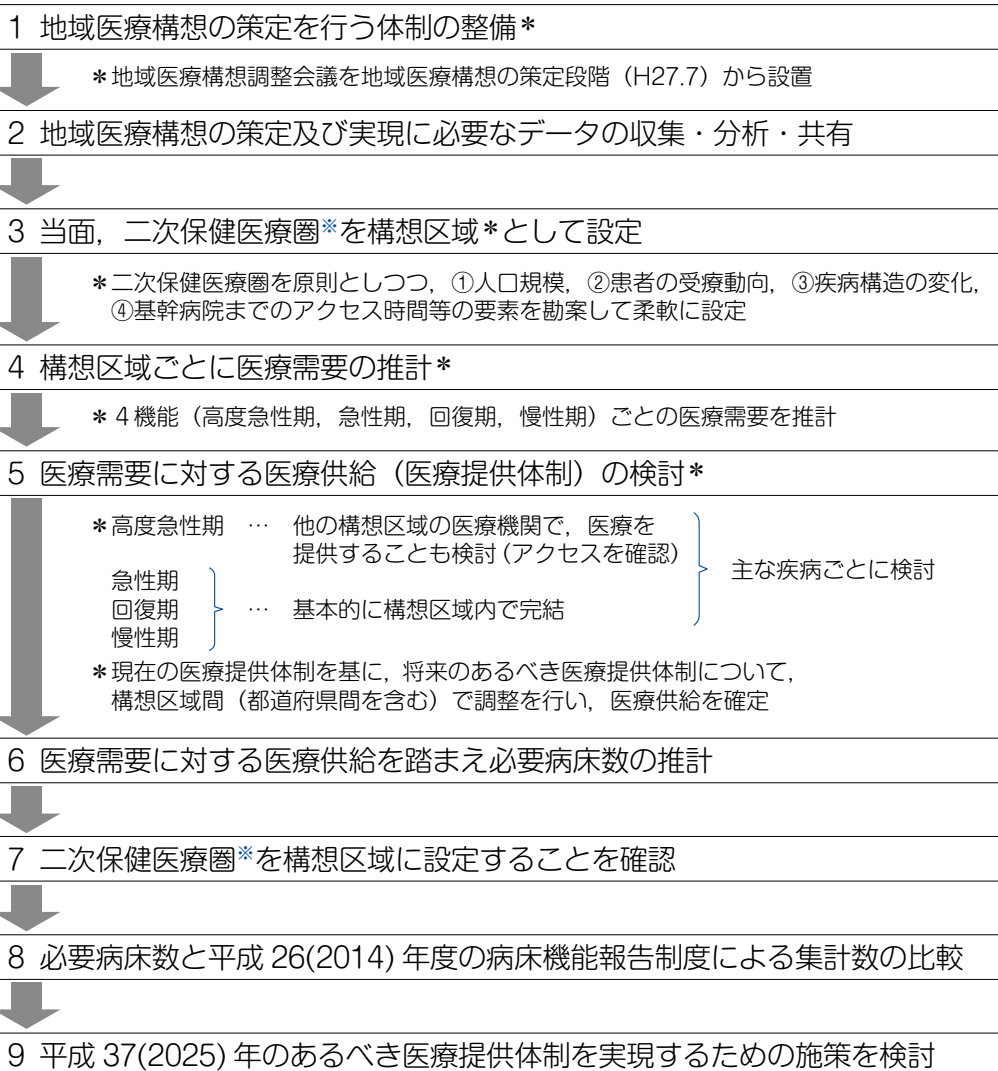 1 地域医療構想の策定を行う体制の整備＊
＊地域医療構想調整会議を地域医療構想の策定段階（H27.7）から設置
2 地域医療構想の策定及び実現に必要なデータの収集・分析・共有
3 当面，二次保健医療圏※を構想区域＊として設定
＊二次保健医療圏を原則としつつ，①人口規模，②患者の受療動向，③疾病構造の変化，
④基幹病院までのアクセス時間等の要素を勘案して柔軟に設定
4 構想区域ごとに医療需要の推計＊
＊４機能（高度急性期，急性期，回復期，慢性期）ごとの医療需要を推計
5 医療需要に対する医療供給（医療提供体制）の検討＊
＊高度急性期 … 他の構想区域の医療機関で，医療を
提供することも検討（アクセスを確認）
主な疾病ごとに検討
急性期
回復期 … 基本的に構想区域内で完結
慢性期
＊現在の医療提供体制を基に，将来のあるべき医療提供体制について，
構想区域間（都道府県間を含む）で調整を行い，医療供給を確定
6 医療需要に対する医療供給を踏まえ必要病床数の推計
7 二次保健医療圏※を構想区域に設定することを確認
8 必要病床数と平成 26(2014) 年度の病床機能報告制度による集計数の比較
9 平成 37(2025) 年のあるべき医療提供体制を実現するための施策を検討